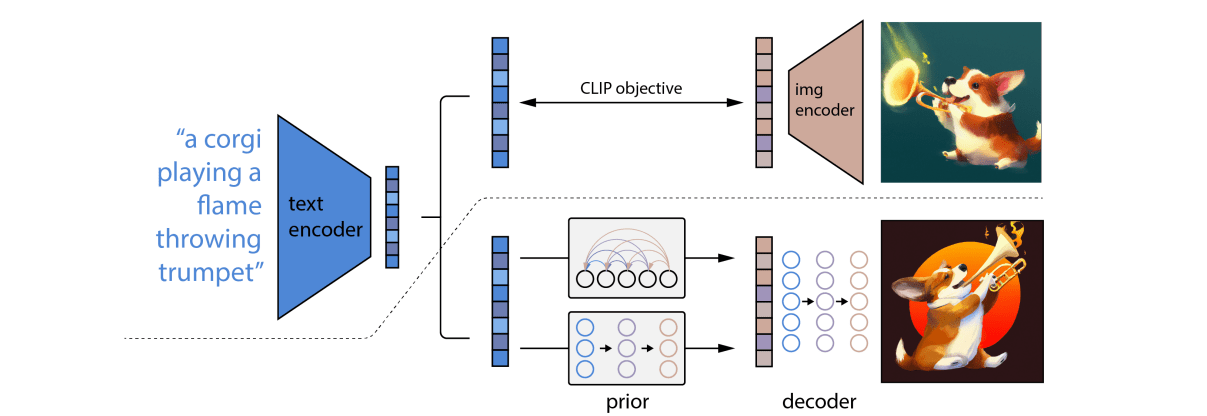 “a corgi
playing a
flame
throwing
trumpet”
text
encoder
CLIP objective
img
encoder
prior
decoder